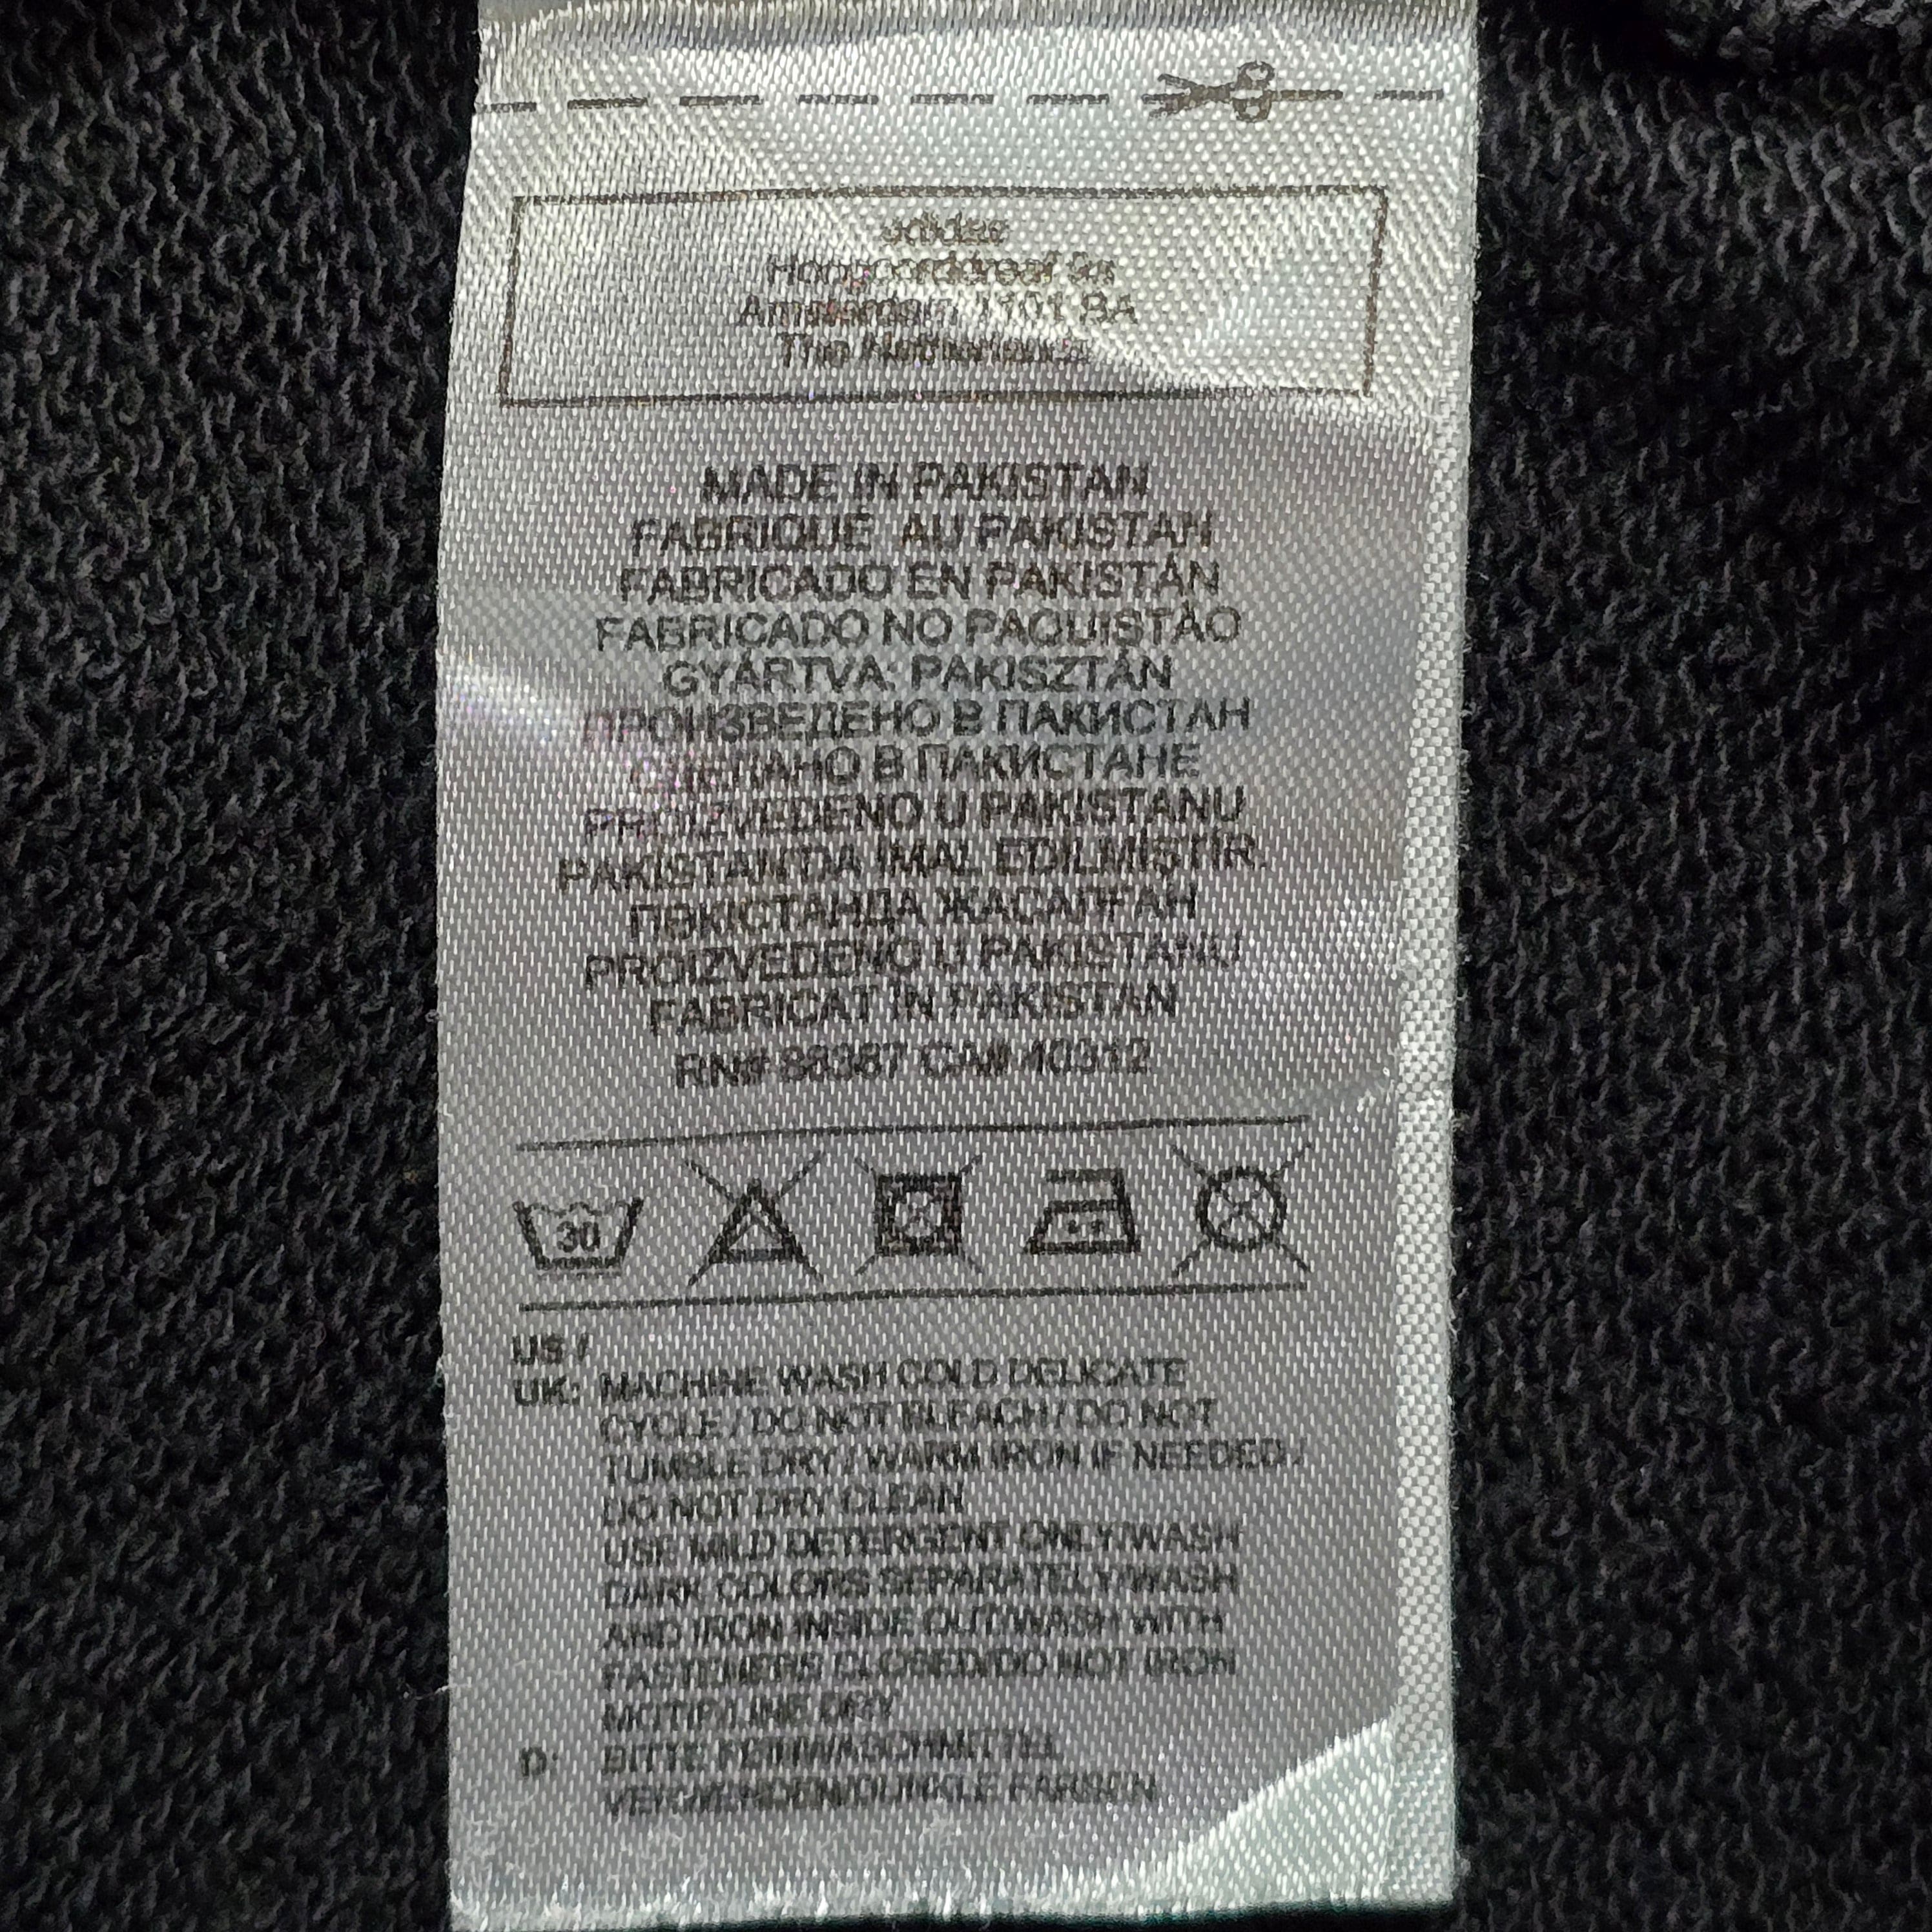 adidas
Hoogoorddreef 9a
Amsterdam 1101 BA
The Netherlands
MADE IN PAKISTAN
FABRIQUÉ AU PAKISTAN
FABRICADO EN PAKISTÁN
FABRICADO NO PAQUISTÃO
GYÁRTVA: PAKISZTÁN
ПРОИЗВЕДЕНО В ПАКИСТАН
СДЕЛАНО В ПАКИСТАНЕ
PROIZVEDENO U PAKISTANU
PAKISTAN'DA İMAL EDİLMİŞTİR.
ПӘКІСТАНДА ЖАСАЛҒАН
PROIZVEDENO U PAKISTANU
FABRICAT ÎN PAKISTAN
RN# 88387 CA# 40312
30
US /
UK: MACHINE WASH COLD DELICATE
CYCLE / DO NOT BLEACH / DO NOT
TUMBLE DRY / WARM IRON IF NEEDED /
DO NOT DRY CLEAN
USE MILD DETERGENT ONLY/WASH
DARK COLORS SEPARATELY/WASH
AND IRON INSIDE OUT/WASH WITH
FASTENERS CLOSED/DO NOT IRON
MOTIF/LINE DRY
D: BITTE FEINWASCHMITTEL
VERWENDEN/DUNKLE FARBEN